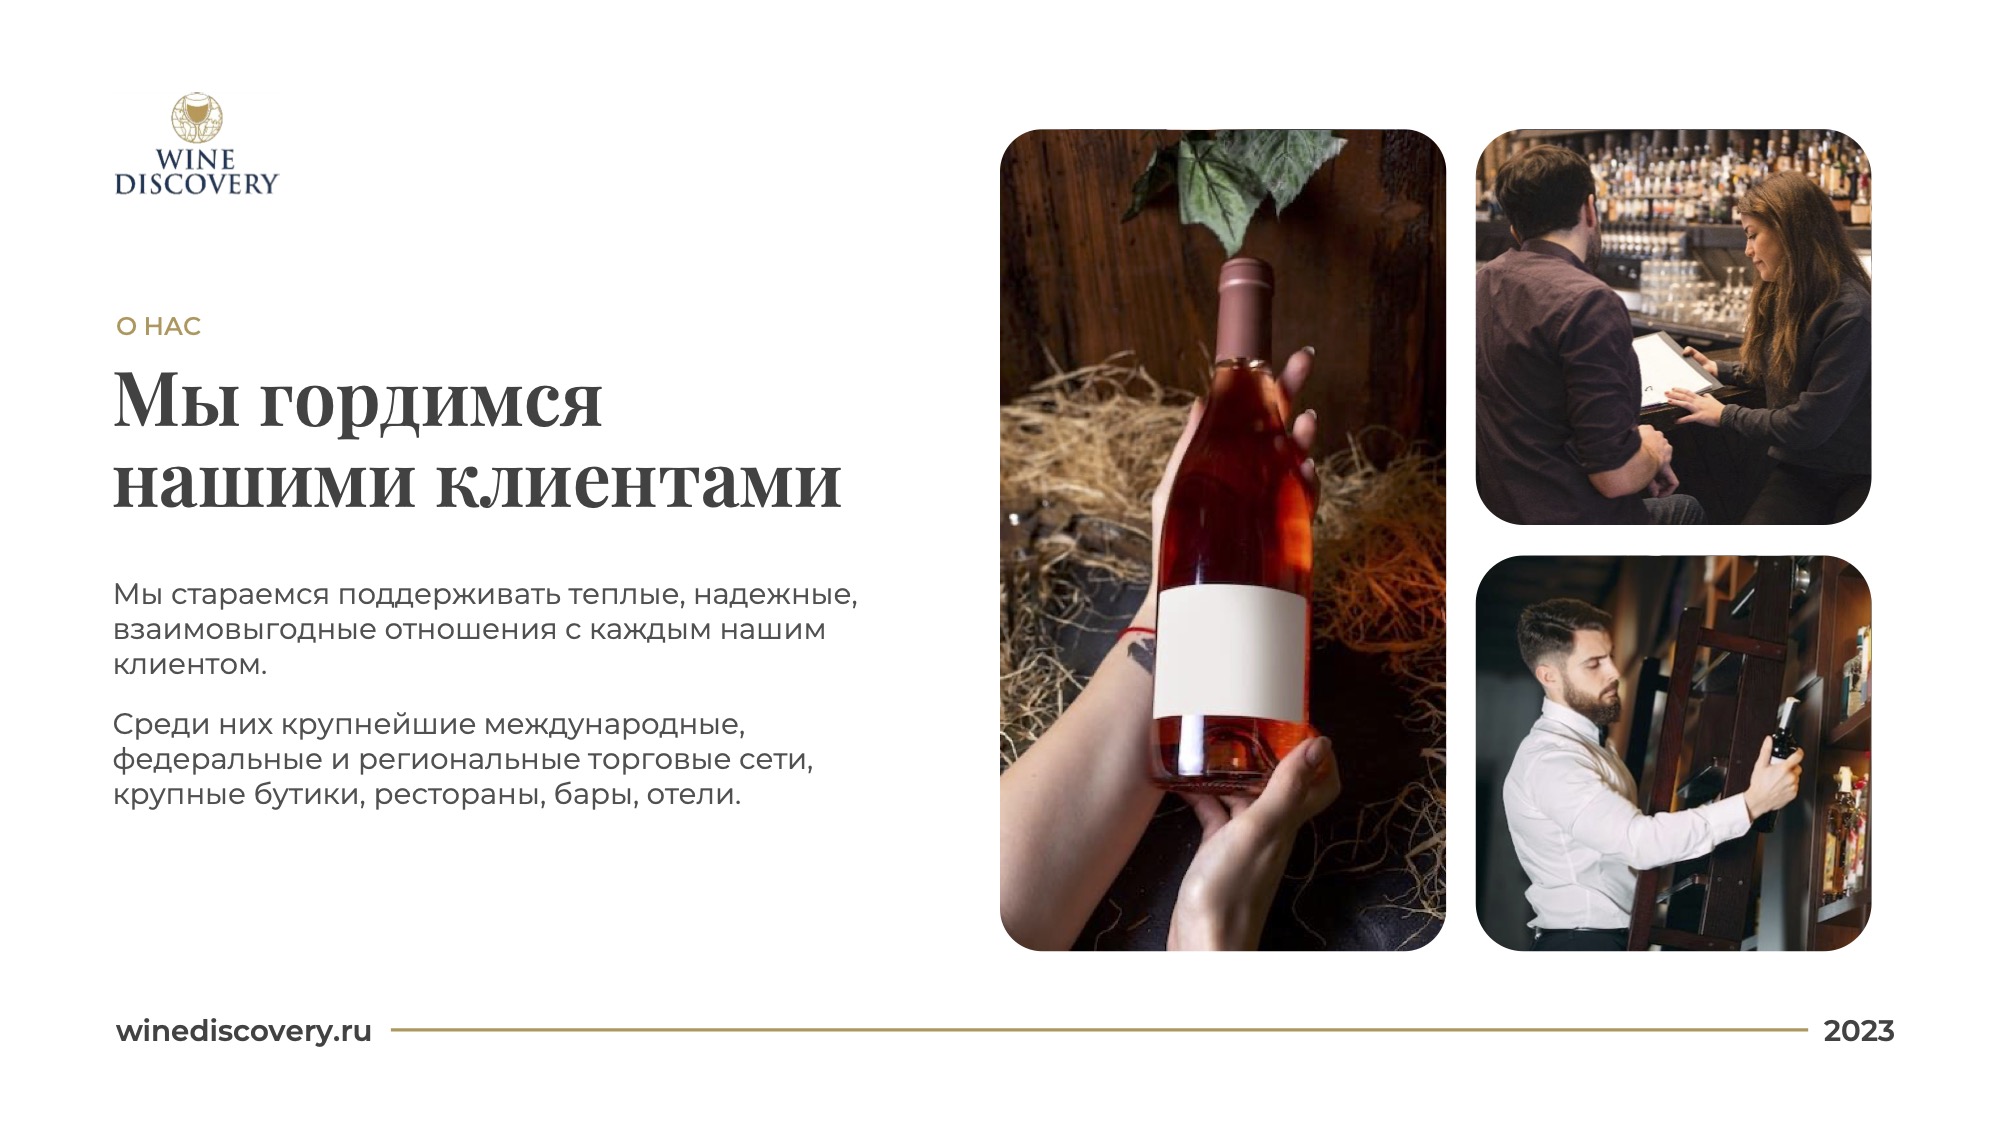 WINE
DISCOVERY
О НАС
Мы гордимся
нашими клиентами
Мы стараемся поддерживать теплые, надежные,
взаимовыгодные отношения с каждым нашим
клиентом.
Среди них крупнейшие международные,
федеральные и региональные торговые сети,
крупные бутики, рестораны, бары, отели.
winediscovery.ru
2023